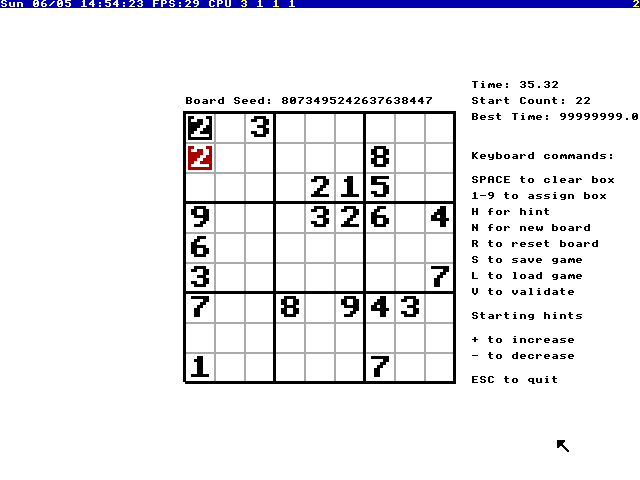 Sun 06/05 14:54:23 FPS:29 CPU 3 1 1 1 2
Time: 35.32
Board Seed: 8073495242637638447
Start Count: 22
Best Time: 99999999.0
2 3
2 8
2 1 5
9 3 2 6 4
6
3 7
7 8 9 4 3
1 7
Keyboard commands:
SPACE to clear box
1-9 to assign box
H for hint
N for new board
R to reset board
S to save game
L to load game
V to validate
Starting hints
+ to increase
- to decrease
ESC to quit